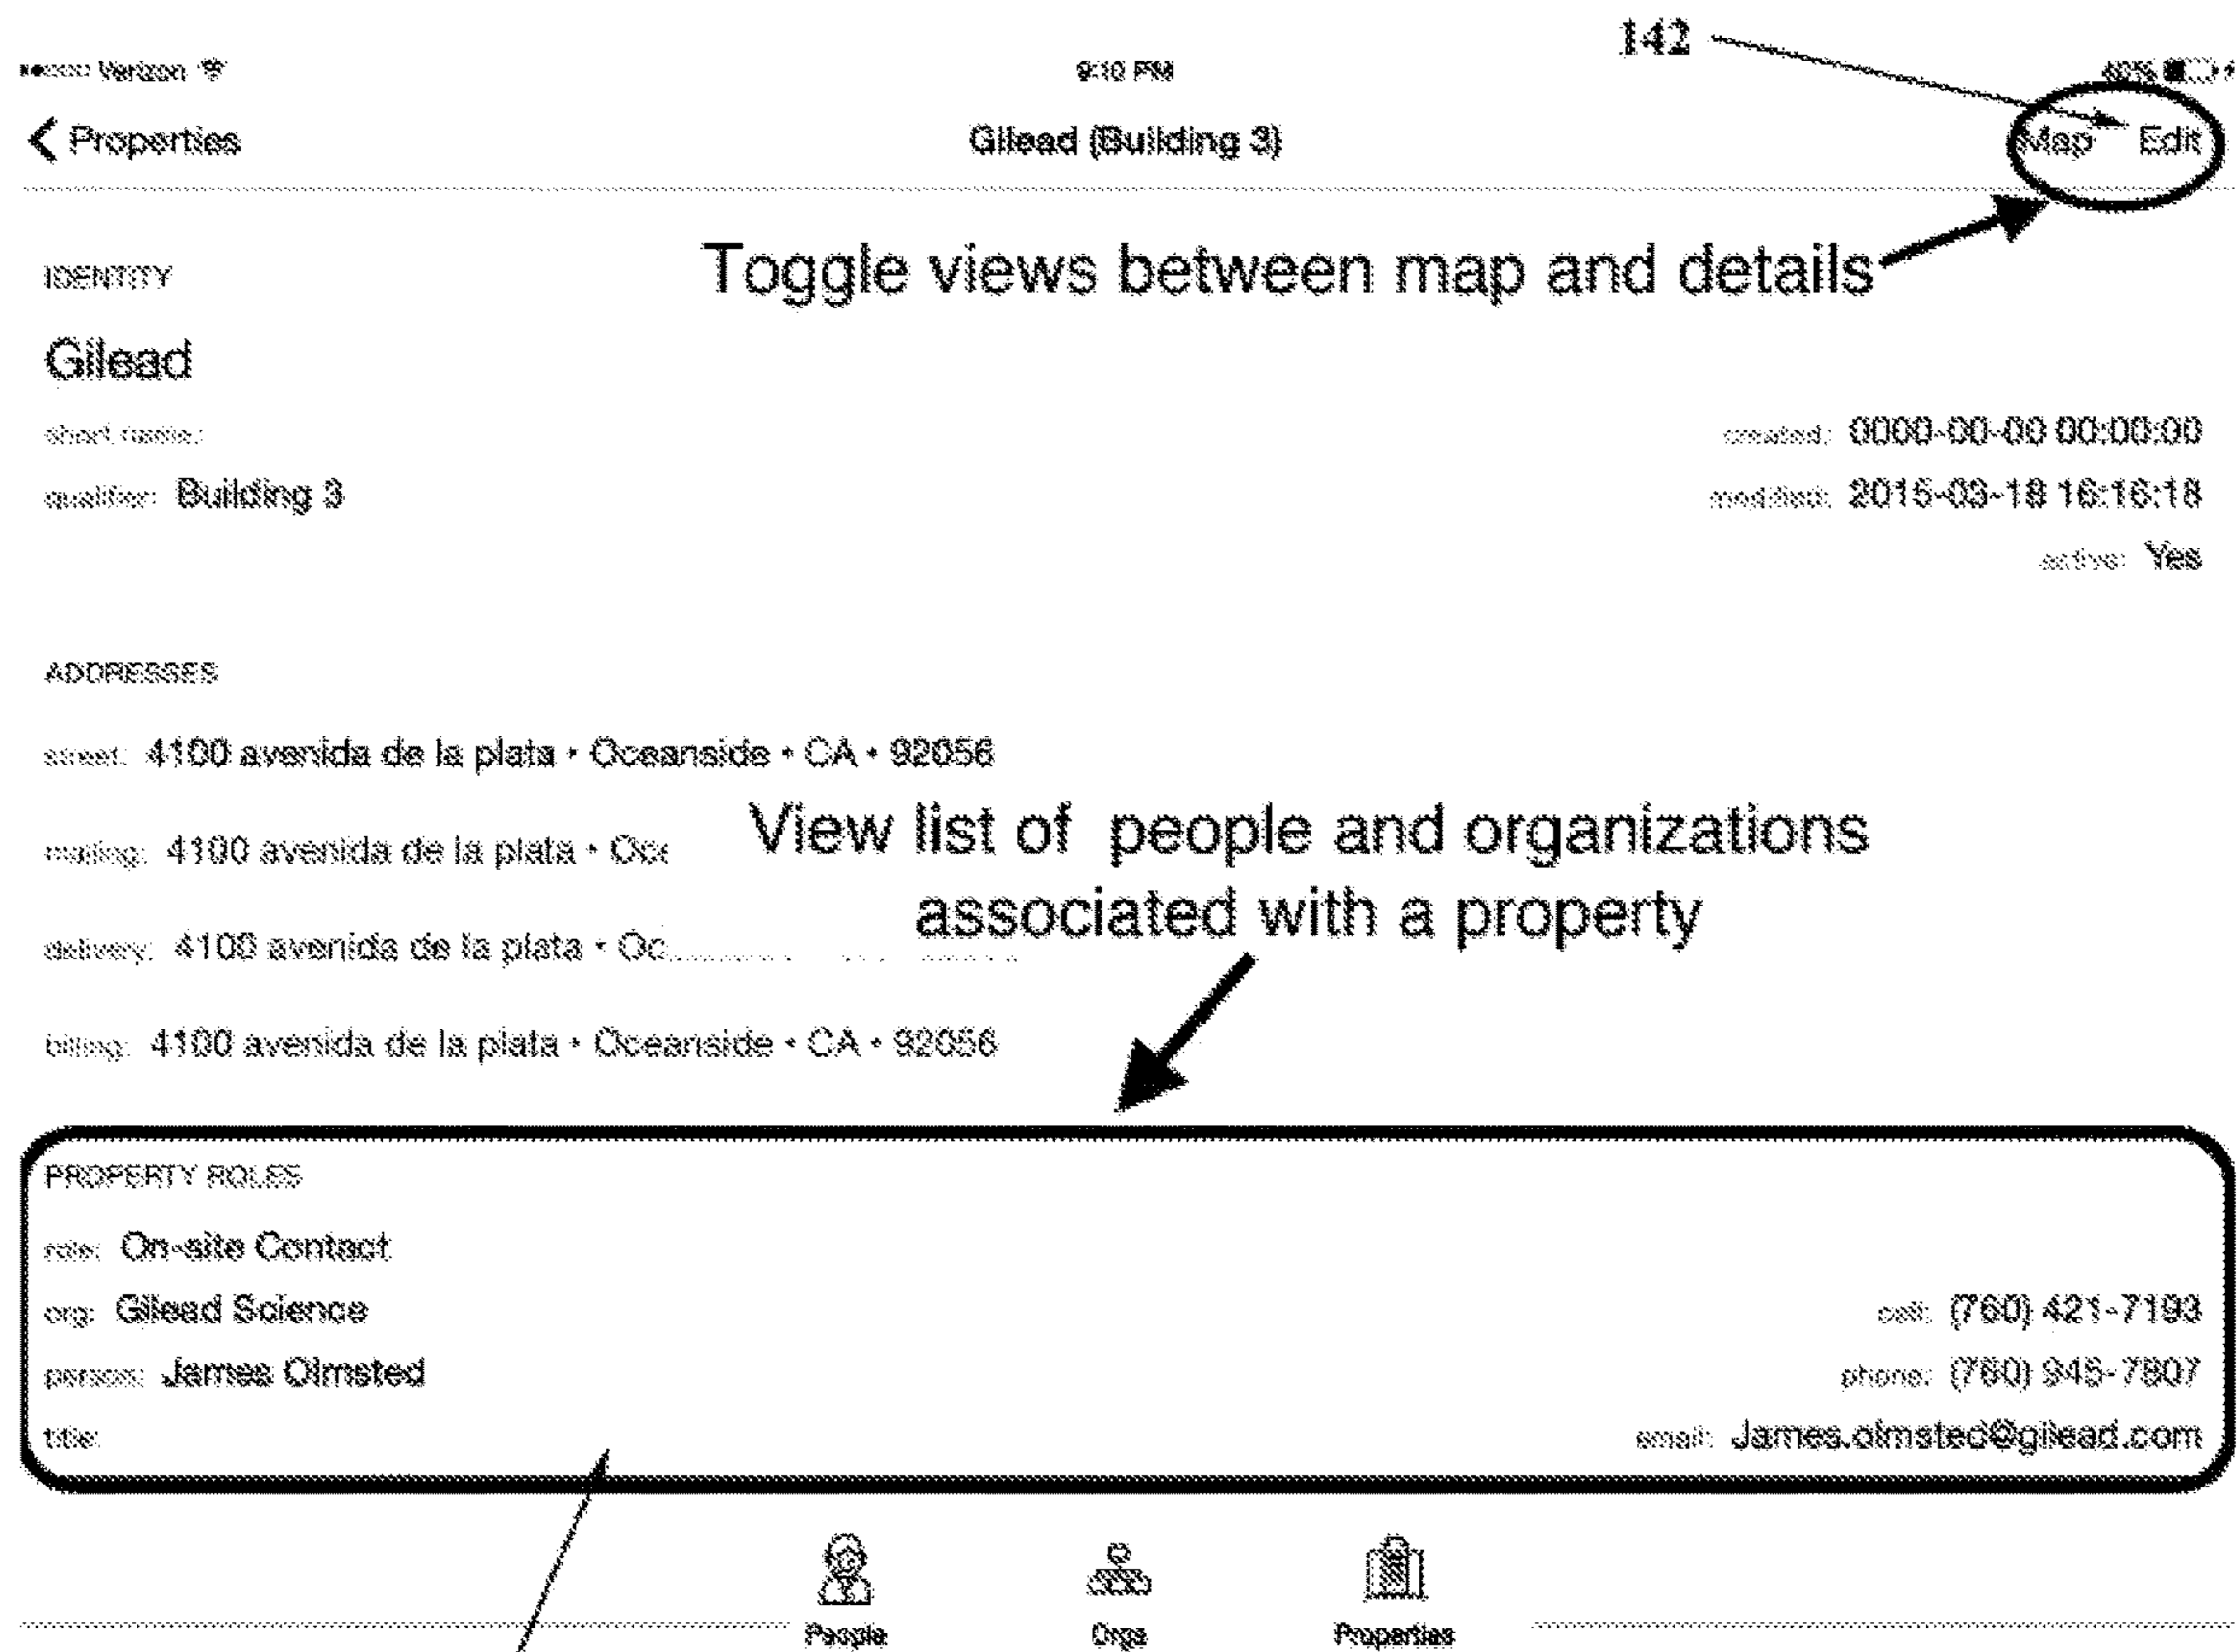 142
Verizon 9:10 PM
Properties Gilead (Building 3) Map Edit
Toggle views between map and details
IDENTITY
Gilead
short name: created: 0000-00-00 00:00:00
qualifier: Building 3 modified: 2015-03-18 16:16:18
active: Yes
ADDRESSES
street: 4100 avenida de la plata • Oceanside • CA • 92056
View list of people and organizations
mailing: 4100 avenida de la plata •
associated with a property
delivery: 4100 avenida de la plata •
billing: 4100 avenida de la plata • Oceanside • CA • 92056
PROPERTY ROLES
role: On-site Contact
org: Gilead Science cell: (760) 421-7193
person: James Olmsted phone: (760) 945-7807
title: email: James.olmsted@gilead.com
People Orgs Properties